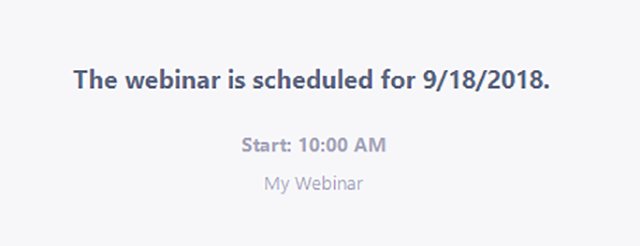 The webinar is scheduled for 9/18/2018.
Start: 10:00 AM
My Webinar